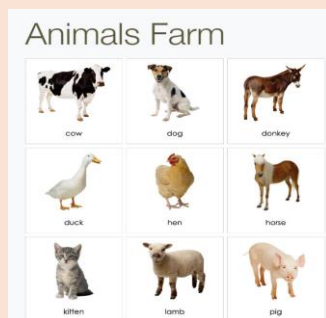 Animals Farm
cow dog donkey
duck hen horse
kitten lamb pig